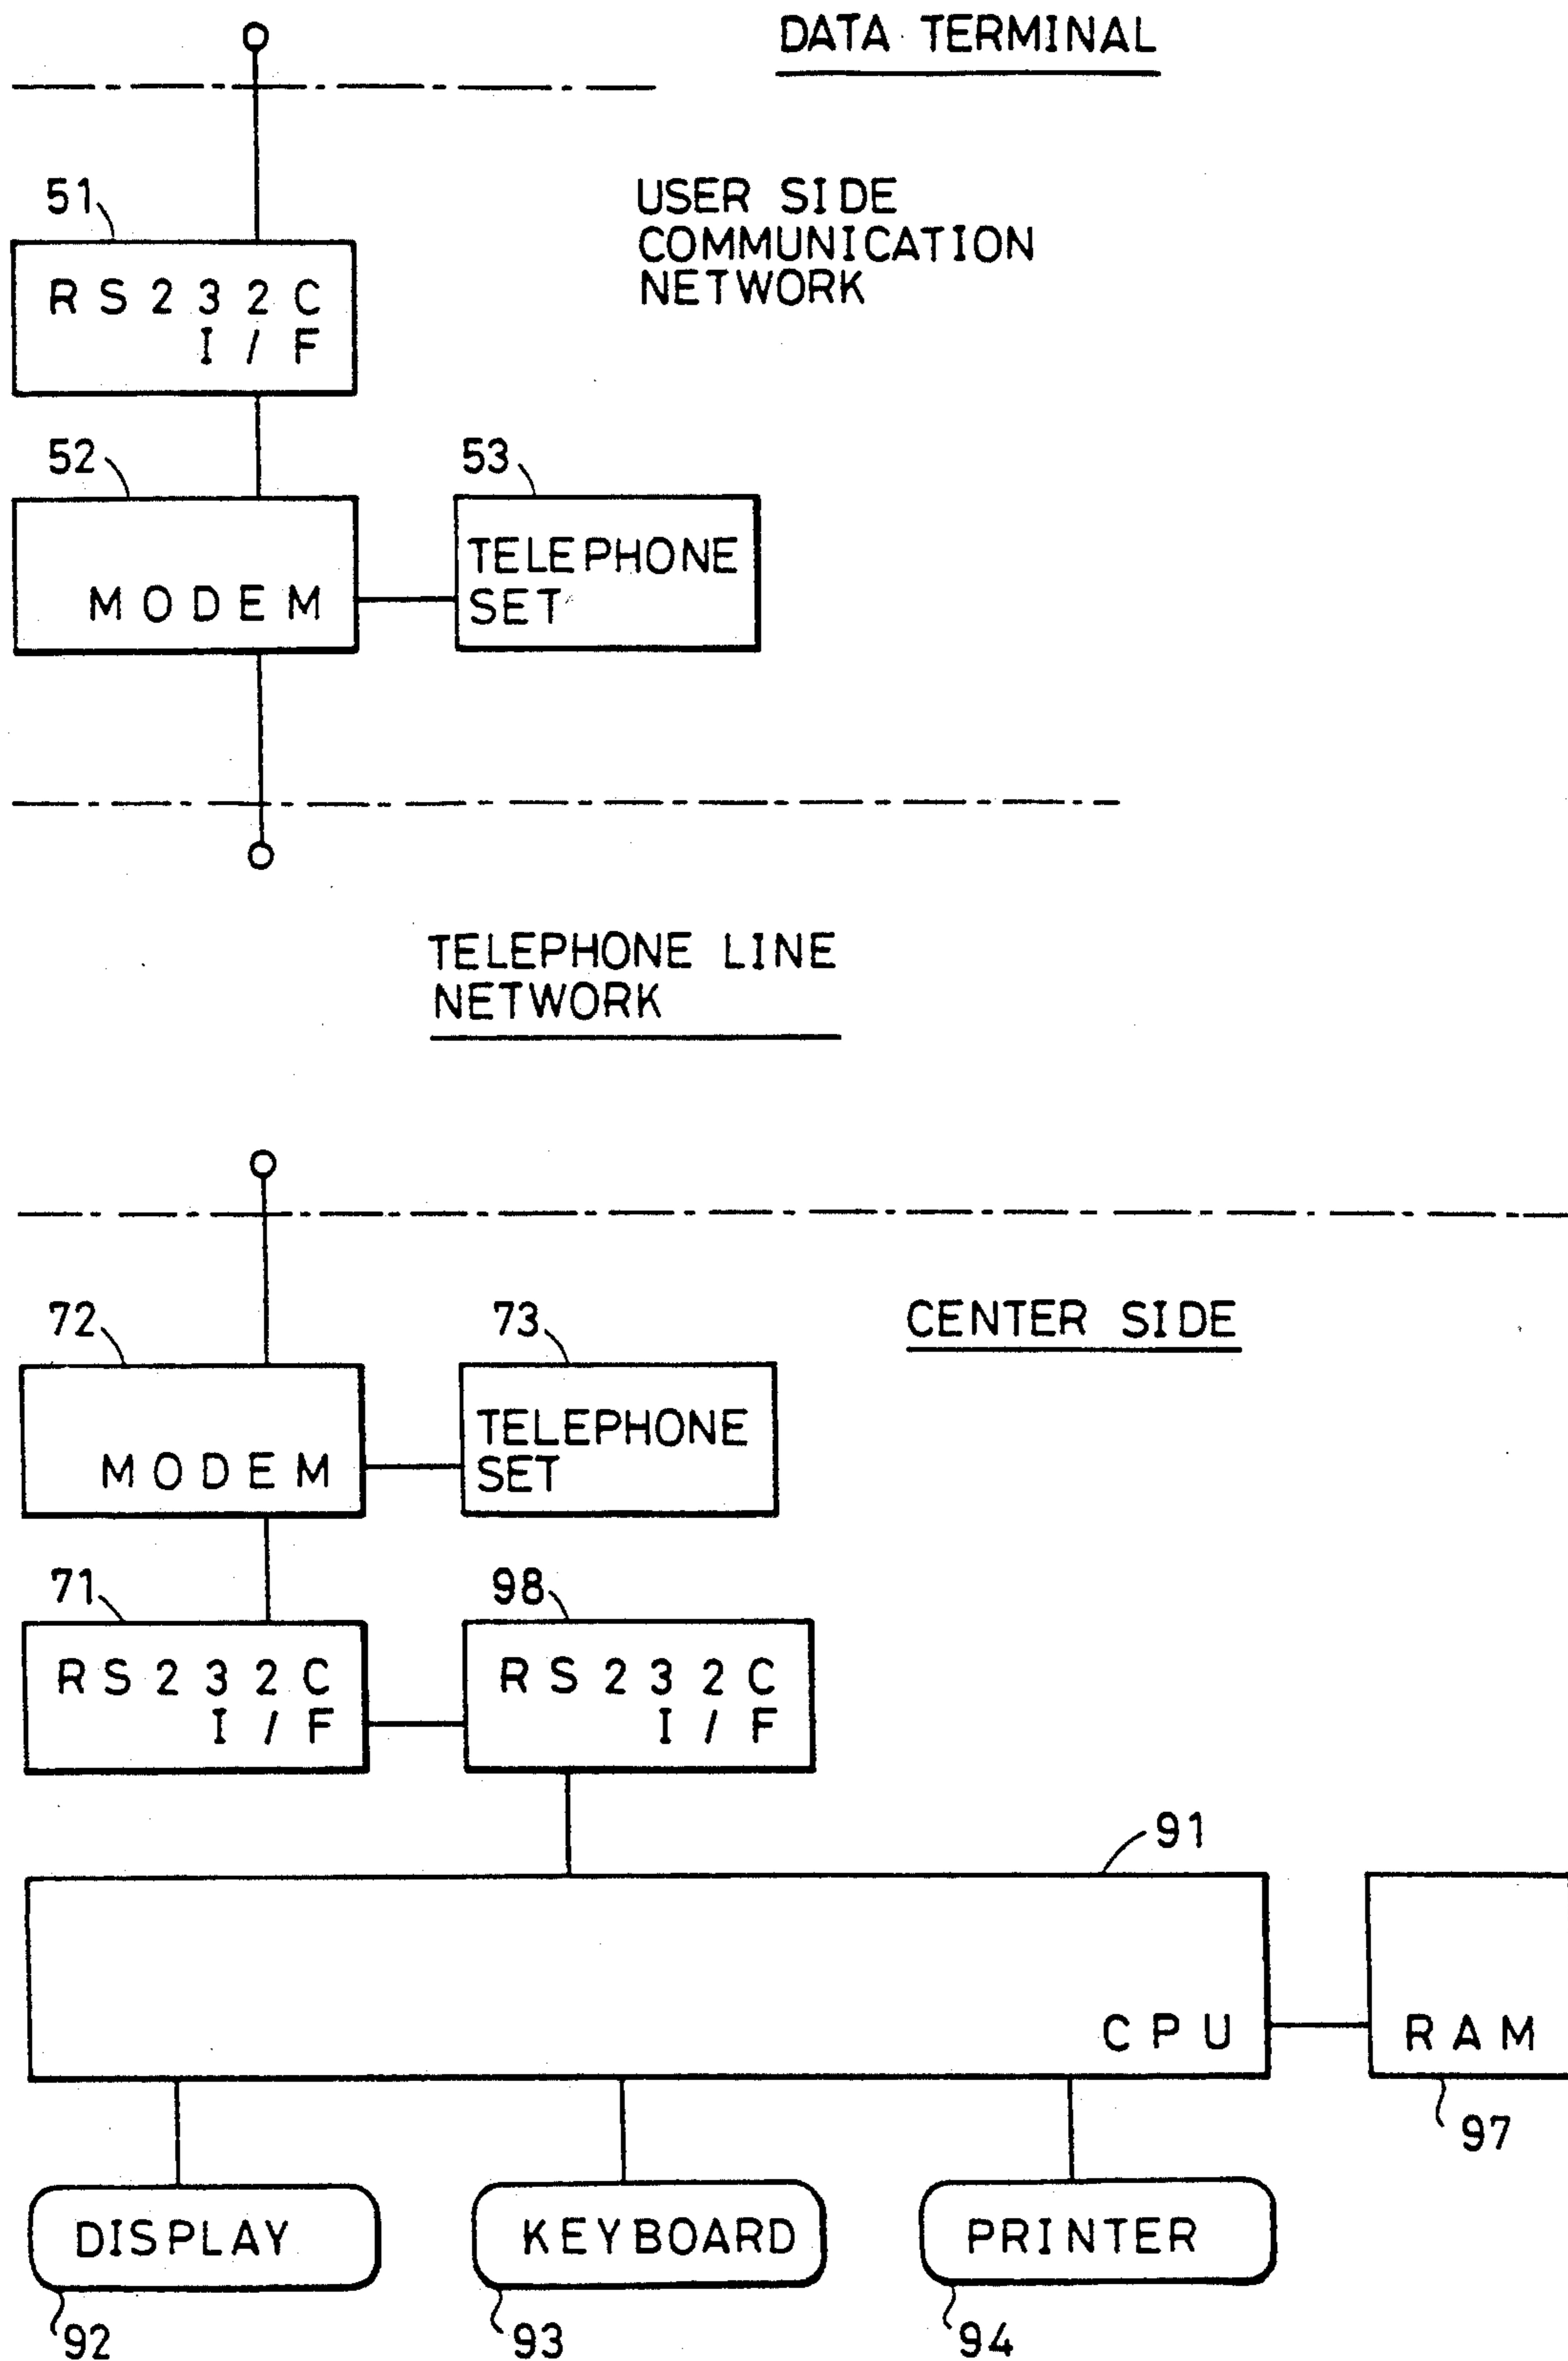 DATA TERMINAL
USER SIDE
COMMUNICATION
NETWORK
51
RS232C
I/F
52
MODEM
53
TELEPHONE
SET
TELEPHONE LINE
NETWORK
CENTER SIDE
72
MODEM
73
TELEPHONE
SET
71
RS232C
I/F
98
RS232C
I/F
91
CPU
RAM
97
DISPLAY
KEYBOARD
PRINTER
92
93
94